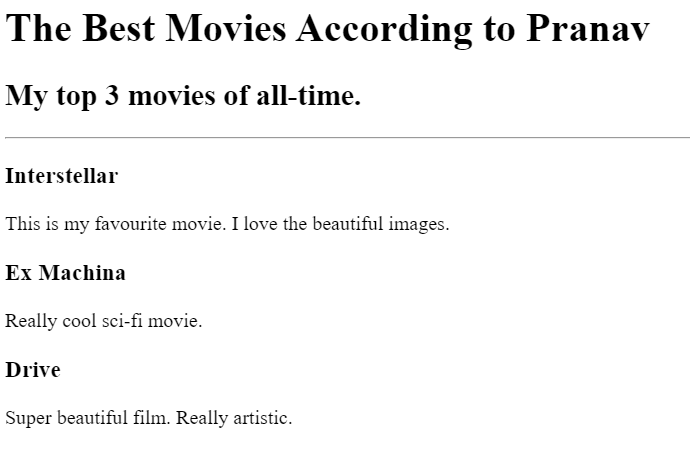 The Best Movies According to Pranav
My top 3 movies of all-time.
Interstellar
This is my favourite movie. I love the beautiful images.
Ex Machina
Really cool sci-fi movie.
Drive
Super beautiful film. Really artistic.